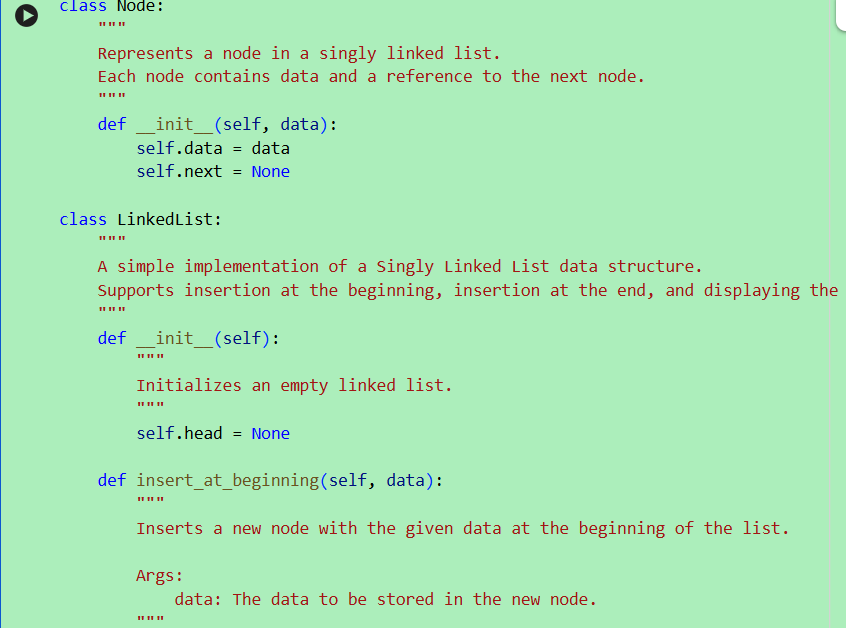 class Node:
    """
    Represents a node in a singly linked list.
    Each node contains data and a reference to the next node.
    """
    def __init__(self, data):
        self.data = data
        self.next = None

class LinkedList:
    """
    A simple implementation of a Singly Linked List data structure.
    Supports insertion at the beginning, insertion at the end, and displaying the
    """
    def __init__(self):
        """
        Initializes an empty linked list.
        """
        self.head = None

    def insert_at_beginning(self, data):
        """
        Inserts a new node with the given data at the beginning of the list.

        Args:
            data: The data to be stored in the new node.
        """